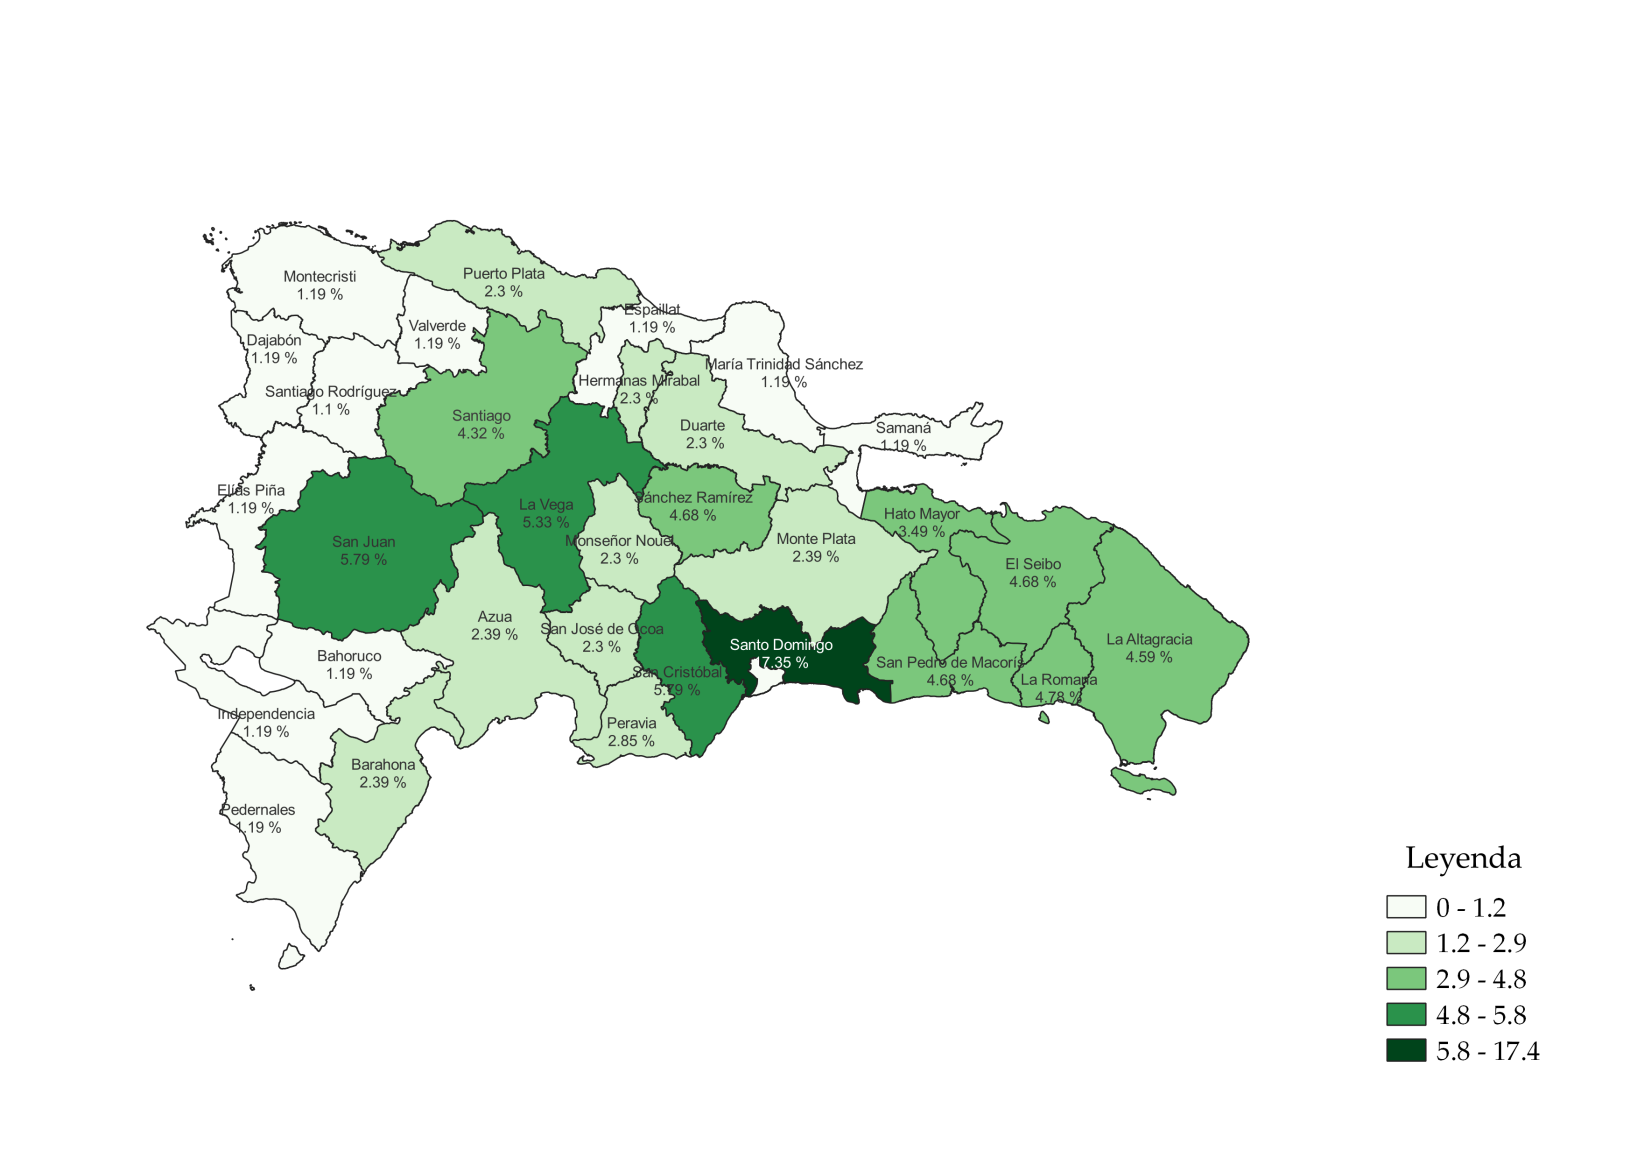 Montecristi
1.19 %
Puerto Plata
2.3 %
Espaillat
1.19 %
Valverde
1.19 %
Dajabón
1.19 %
María Trinidad Sánchez
1.19 %
Hermanas Mirabal
2.3 %
Santiago Rodríguez
1.1 %
Santiago
4.32 %
Duarte
2.3 %
Samaná
1.19 %
Elías Piña
1.19 %
La Vega
5.33 %
Sánchez Ramírez
4.68 %
Hato Mayor
3.49 %
San Juan
5.79 %
Monseñor Nouel
2.3 %
Monte Plata
2.39 %
El Seibo
4.68 %
Azua
2.39 %
San José de Ocoa
2.3 %
Santo Domingo
17.35 %
La Altagracia
4.59 %
Bahoruco
1.19 %
San Cristóbal
5.79 %
San Pedro de Macorís
4.68 %
La Romana
4.78 %
Independencia
1.19 %
Peravia
2.85 %
Barahona
2.39 %
Pedernales
1.19 %
Leyenda
0 - 1.2
1.2 - 2.9
2.9 - 4.8
4.8 - 5.8
5.8 - 17.4